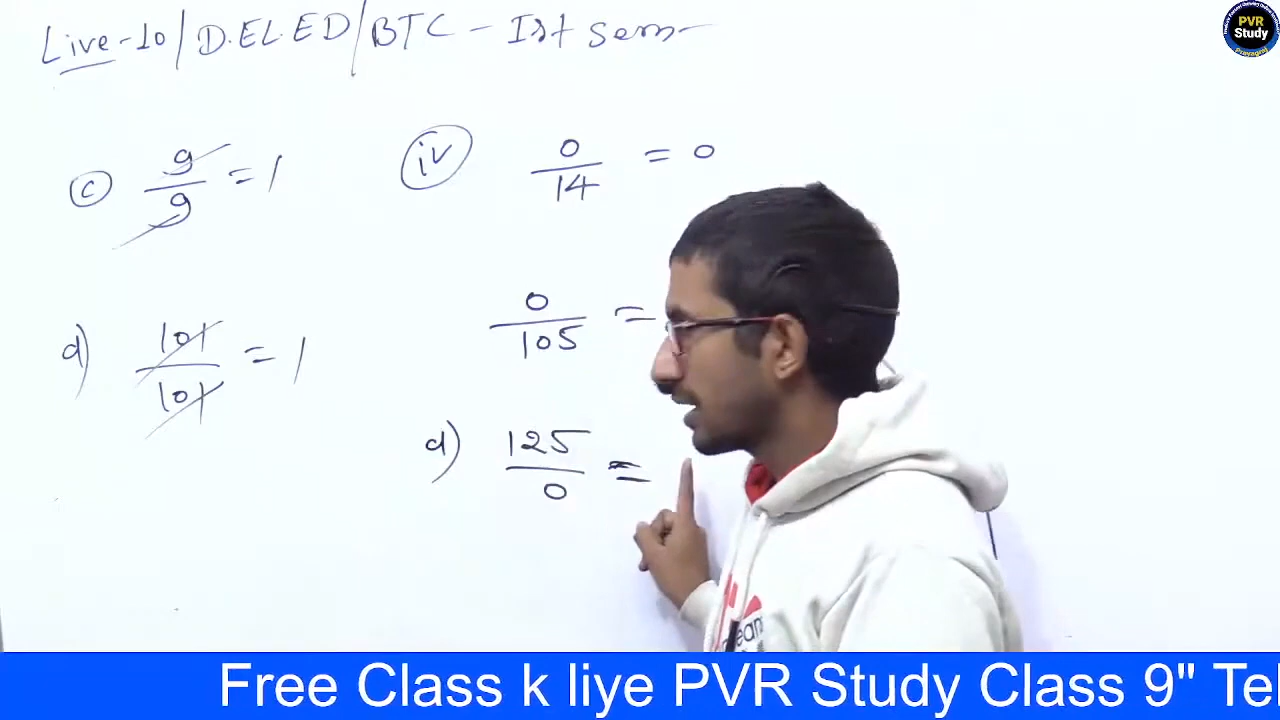 Live-10/D.EL.ED/BTC - Ist sem
(c) 9/9 = 1
(iv) 0/14 = 0
0/105 =
d) 101/101 = 1
d) 125/0 =
PVR
Study
Prayagraj
Free Class k liye PVR Study Class 9" Tel